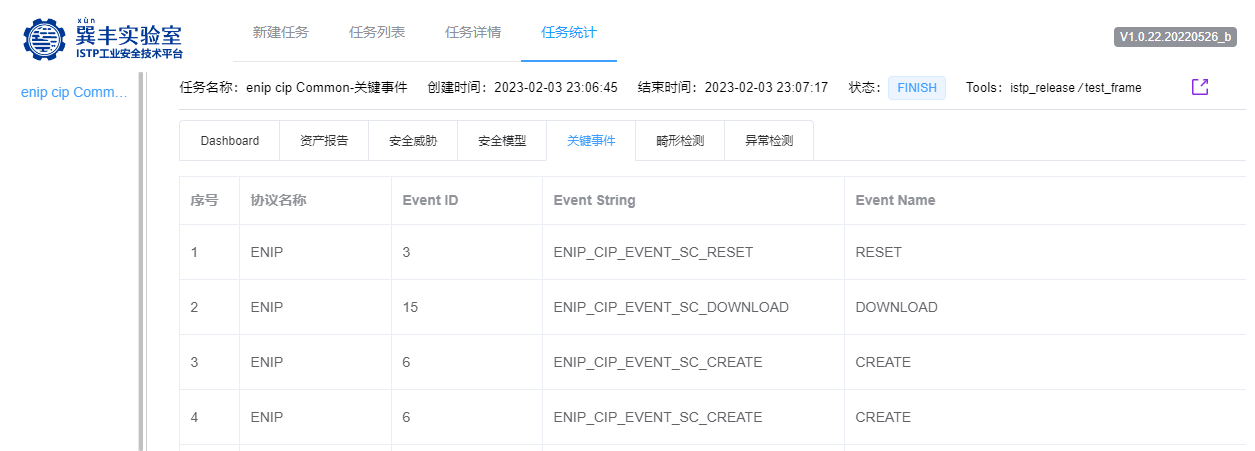 xùn
巽丰实验室
ISTP工业安全技术平台
新建任务 任务列表 任务详情 任务统计
V1.0.22.20220526_b
enip cip Comm…
任务名称：enip cip Common-关键事件 创建时间：2023-02-03 23:06:45 结束时间：2023-02-03 23:07:17 状态： FINISH Tools：istp_release / test_frame
Dashboard 资产报告 安全威胁 安全模型 关键事件 畸形检测 异常检测
序号 协议名称 Event ID Event String Event Name
1 ENIP 3 ENIP_CIP_EVENT_SC_RESET RESET
2 ENIP 15 ENIP_CIP_EVENT_SC_DOWNLOAD DOWNLOAD
3 ENIP 6 ENIP_CIP_EVENT_SC_CREATE CREATE
4 ENIP 6 ENIP_CIP_EVENT_SC_CREATE CREATE